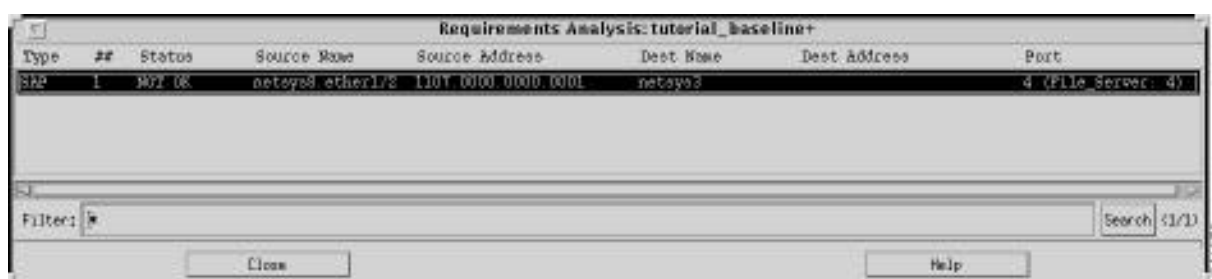 Requirements Analysis: tutorial_baseline+
Type ## Status Source Name Source Address Dest Name Dest Address Port
SAP 1 NOT OK netsys8 ether1/2 1107.0000.0000.0001 netsys3 4 (File_Server: 4)
Filter: * Search (1/1)
Close Help